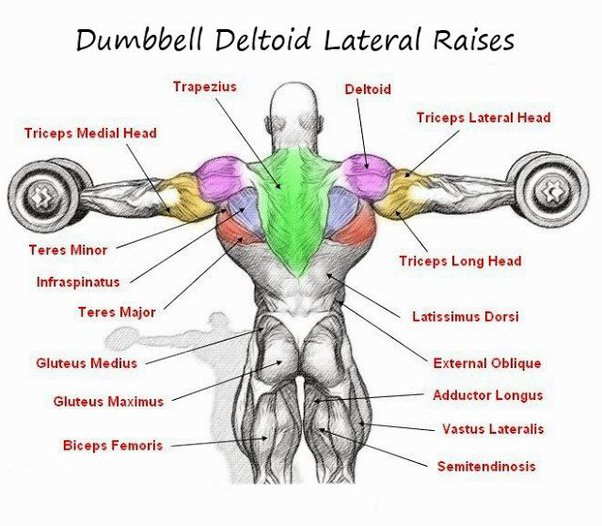 Dumbbell Deltoid Lateral Raises
Trapezius
Deltoid
Triceps Lateral Head
Triceps Medial Head
Teres Minor
Triceps Long Head
Infraspinatus
Teres Major
Latissimus Dorsi
Gluteus Medius
External Oblique
Gluteus Maximus
Adductor Longus
Vastus Lateralis
Biceps Femoris
Semitendinosis